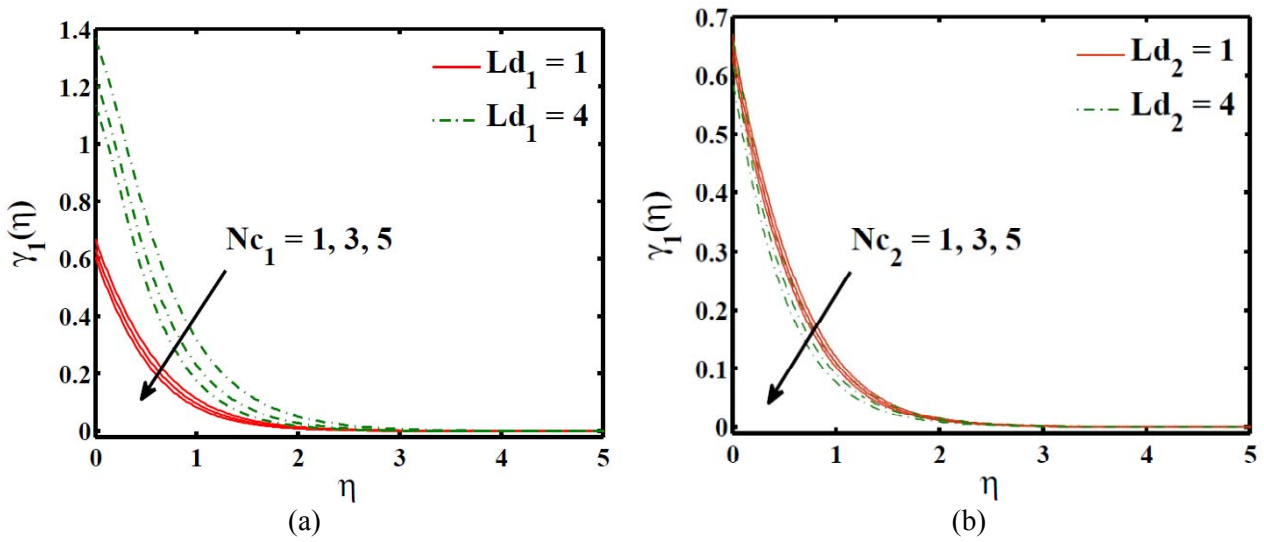 1.4
1.2
1
0.8
0.6
0.4
0.2
0
γ₁(η)
Ld₁ = 1
Ld₁ = 4
Nc₁ = 1, 3, 5
0 1 2 3 4 5
η
(a)
0.7
0.6
0.5
0.4
0.3
0.2
0.1
0
γ₁(η)
Ld₂ = 1
Ld₂ = 4
Nc₂ = 1, 3, 5
0 1 2 3 4 5
η
(b)